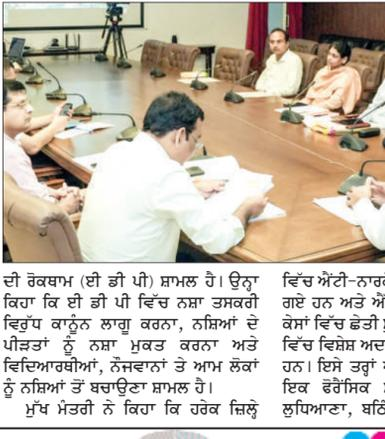 ਦੀ ਰੋਕਥਾਮ (ਈ ਡੀ ਪੀ) ਸ਼ਾਮਲ ਹੈ। ਉਨ੍ਹਾ
ਕਿਹਾ ਕਿ ਈ ਡੀ ਪੀ ਵਿੱਚ ਨਸ਼ਾ ਤਸਕਰੀ
ਵਿਰੁੱਧ ਕਾਨੂੰਨ ਲਾਗੂ ਕਰਨਾ, ਨਸ਼ਿਆਂ ਦੇ
ਪੀੜਤਾਂ ਨੂੰ ਨਸ਼ਾ ਮੁਕਤ ਕਰਨਾ ਅਤੇ
ਵਿਦਿਆਰਥੀਆਂ, ਨੌਜਵਾਨਾਂ ਤੇ ਆਮ ਲੋਕਾਂ
ਨੂੰ ਨਸ਼ਿਆਂ ਤੋਂ ਬਚਾਉਣਾ ਸ਼ਾਮਲ ਹੈ।
ਮੁੱਖ ਮੰਤਰੀ ਨੇ ਕਿਹਾ ਕਿ ਹਰੇਕ ਜ਼ਿਲ੍ਹੇ
ਵਿੱਚ ਐਂਟੀ-ਨਾਰਕੋ
ਗਏ ਹਨ ਅਤੇ
ਕੇਸਾਂ ਵਿੱਚ ਛੇਤੀ
ਵਿੱਚ ਵਿਸ਼ੇਸ਼ ਅਦਾ
ਹਨ। ਇਸੇ ਤਰ੍ਹਾਂ
ਇਕ ਫੋਰੈਂਸਿਕ
ਲੁਧਿਆਣਾ, ਬਠਿੰ